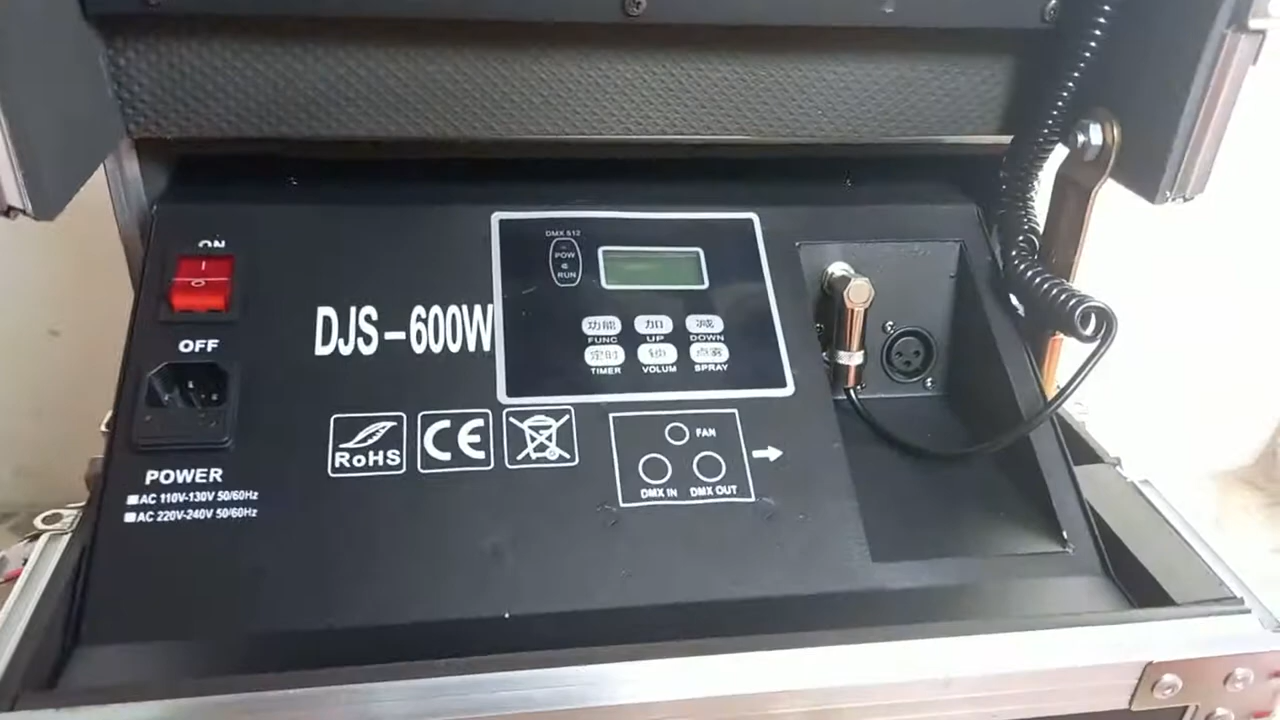 ON
I
O
OFF
POWER
AC 110V-130V 50/60Hz
AC 220V-240V 50/60Hz
DJS-600W
DMX 512
POW
RUN
功能 加 减
FUNC UP DOWN
定时 锁 点雾
TIMER VOLUM SPRAY
RoHS
CE
FAN
DMX IN DMX OUT